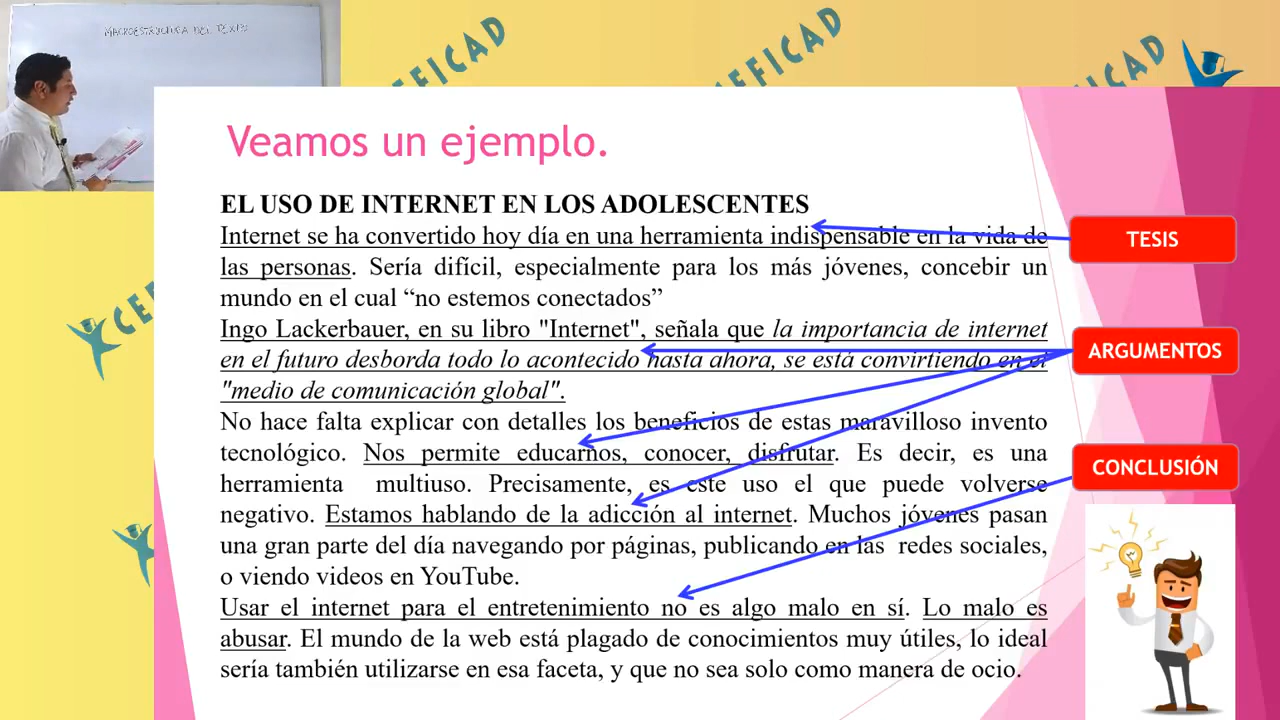 MACROESTRUCTURA DEL TEXTO
CEFICAD
Veamos un ejemplo.
EL USO DE INTERNET EN LOS ADOLESCENTES
Internet se ha convertido hoy día en una herramienta indispensable en la vida de
las personas. Sería difícil, especialmente para los más jóvenes, concebir un
mundo en el cual “no estemos conectados”
Ingo Lackerbauer, en su libro "Internet", señala que la importancia de internet
en el futuro desborda todo lo acontecido hasta ahora, se está convirtiendo en el
"medio de comunicación global".
No hace falta explicar con detalles los beneficios de estas maravilloso invento
tecnológico. Nos permite educarnos, conocer, disfrutar. Es decir, es una
herramienta multiuso. Precisamente, es este uso el que puede volverse
negativo. Estamos hablando de la adicción al internet. Muchos jóvenes pasan
una gran parte del día navegando por páginas, publicando en las redes sociales,
o viendo videos en YouTube.
Usar el internet para el entretenimiento no es algo malo en sí. Lo malo es
abusar. El mundo de la web está plagado de conocimientos muy útiles, lo ideal
sería también utilizarse en esa faceta, y que no sea solo como manera de ocio.
TESIS
ARGUMENTOS
CONCLUSIÓN